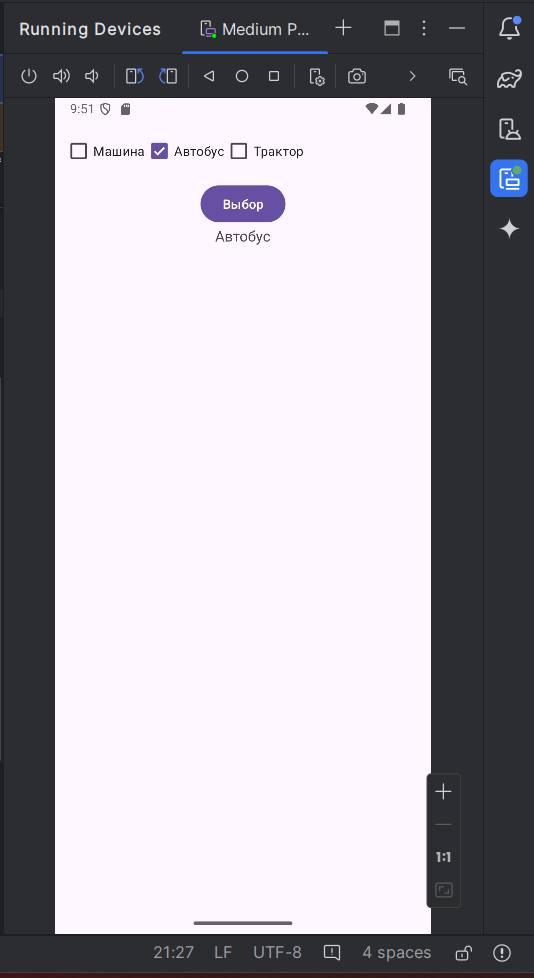 Running Devices Medium P...
9:51
Машина Автобус Трактор
Выбор
Автобус
1:1
21:27 LF UTF-8 4 spaces